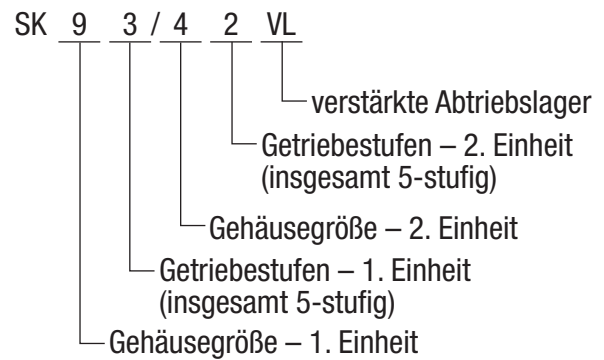 SK 9 3 / 4 2 VL
verstärkte Abtriebslager
Getriebestufen – 2. Einheit
(insgesamt 5-stufig)
Gehäusegröße – 2. Einheit
Getriebestufen – 1. Einheit
(insgesamt 5-stufig)
Gehäusegröße – 1. Einheit